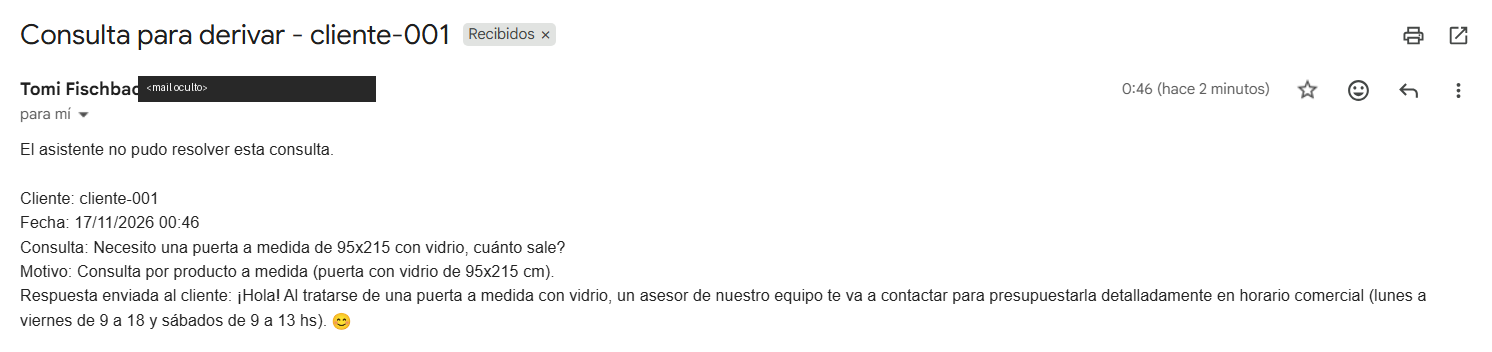 Consulta para derivar - cliente-001 Recibidos ×
Tomi Fischbac <mail oculto> 0:46 (hace 2 minutos)
para mí
El asistente no pudo resolver esta consulta.
Cliente: cliente-001
Fecha: 17/11/2026 00:46
Consulta: Necesito una puerta a medida de 95x215 con vidrio, cuánto sale?
Motivo: Consulta por producto a medida (puerta con vidrio de 95x215 cm).
Respuesta enviada al cliente: ¡Hola! Al tratarse de una puerta a medida con vidrio, un asesor de nuestro equipo te va a contactar para presupuestarla detalladamente en horario comercial (lunes a
viernes de 9 a 18 y sábados de 9 a 13 hs). 😊